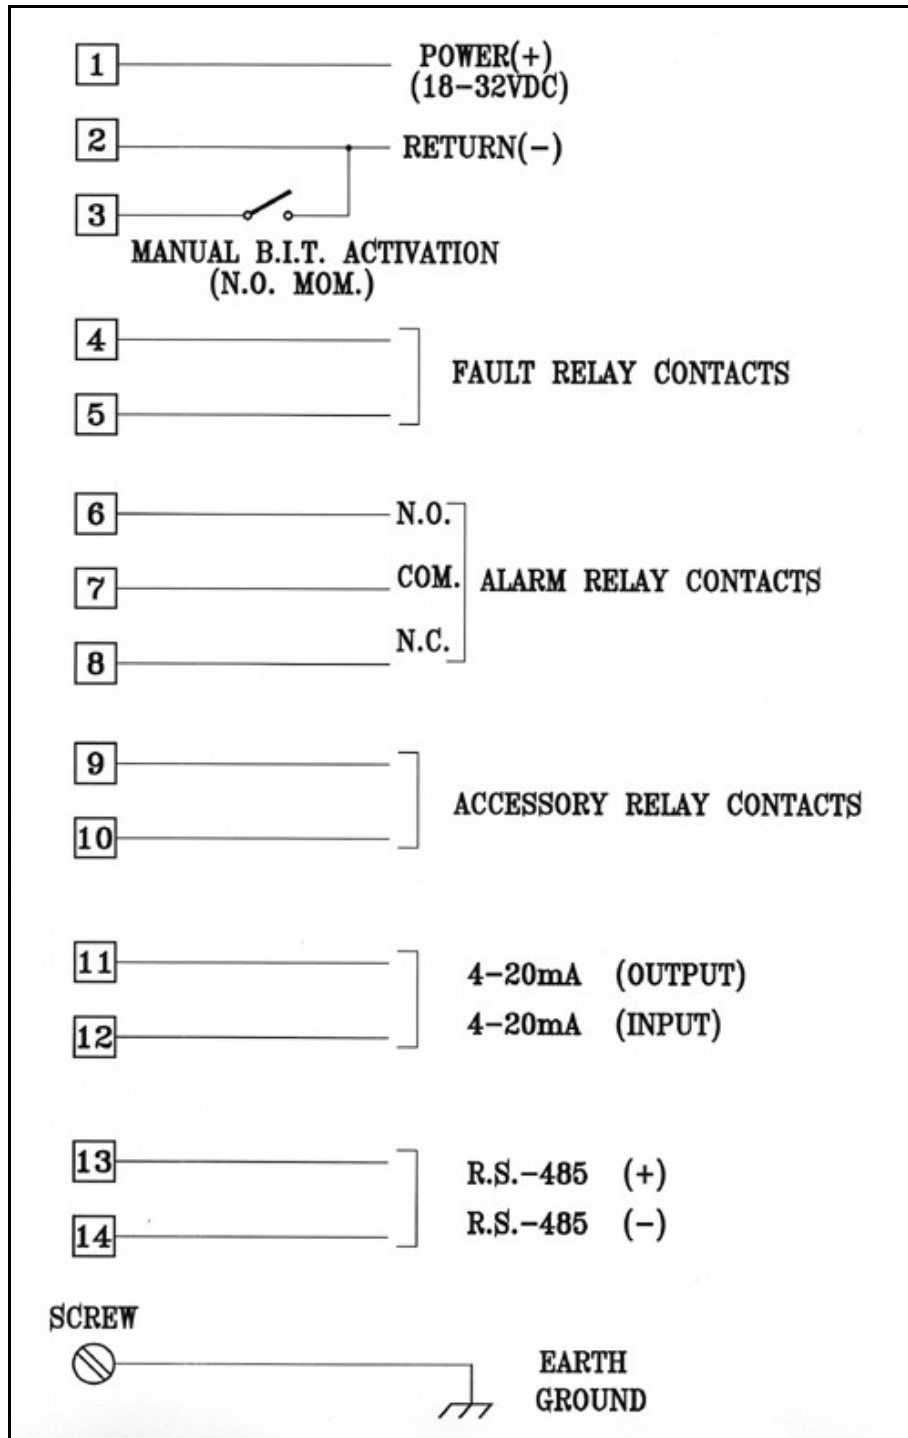 1
POWER(+)
(18-32VDC)
2
RETURN(-)
3
MANUAL B.I.T. ACTIVATION
(N.O. MOM.)
4
FAULT RELAY CONTACTS
5
6
N.O.
7
COM.
ALARM RELAY CONTACTS
N.C.
8
9
ACCESSORY RELAY CONTACTS
10
11
4-20mA (OUTPUT)
4-20mA (INPUT)
12
13
R.S.-485 (+)
R.S.-485 (-)
14
SCREW
EARTH
GROUND